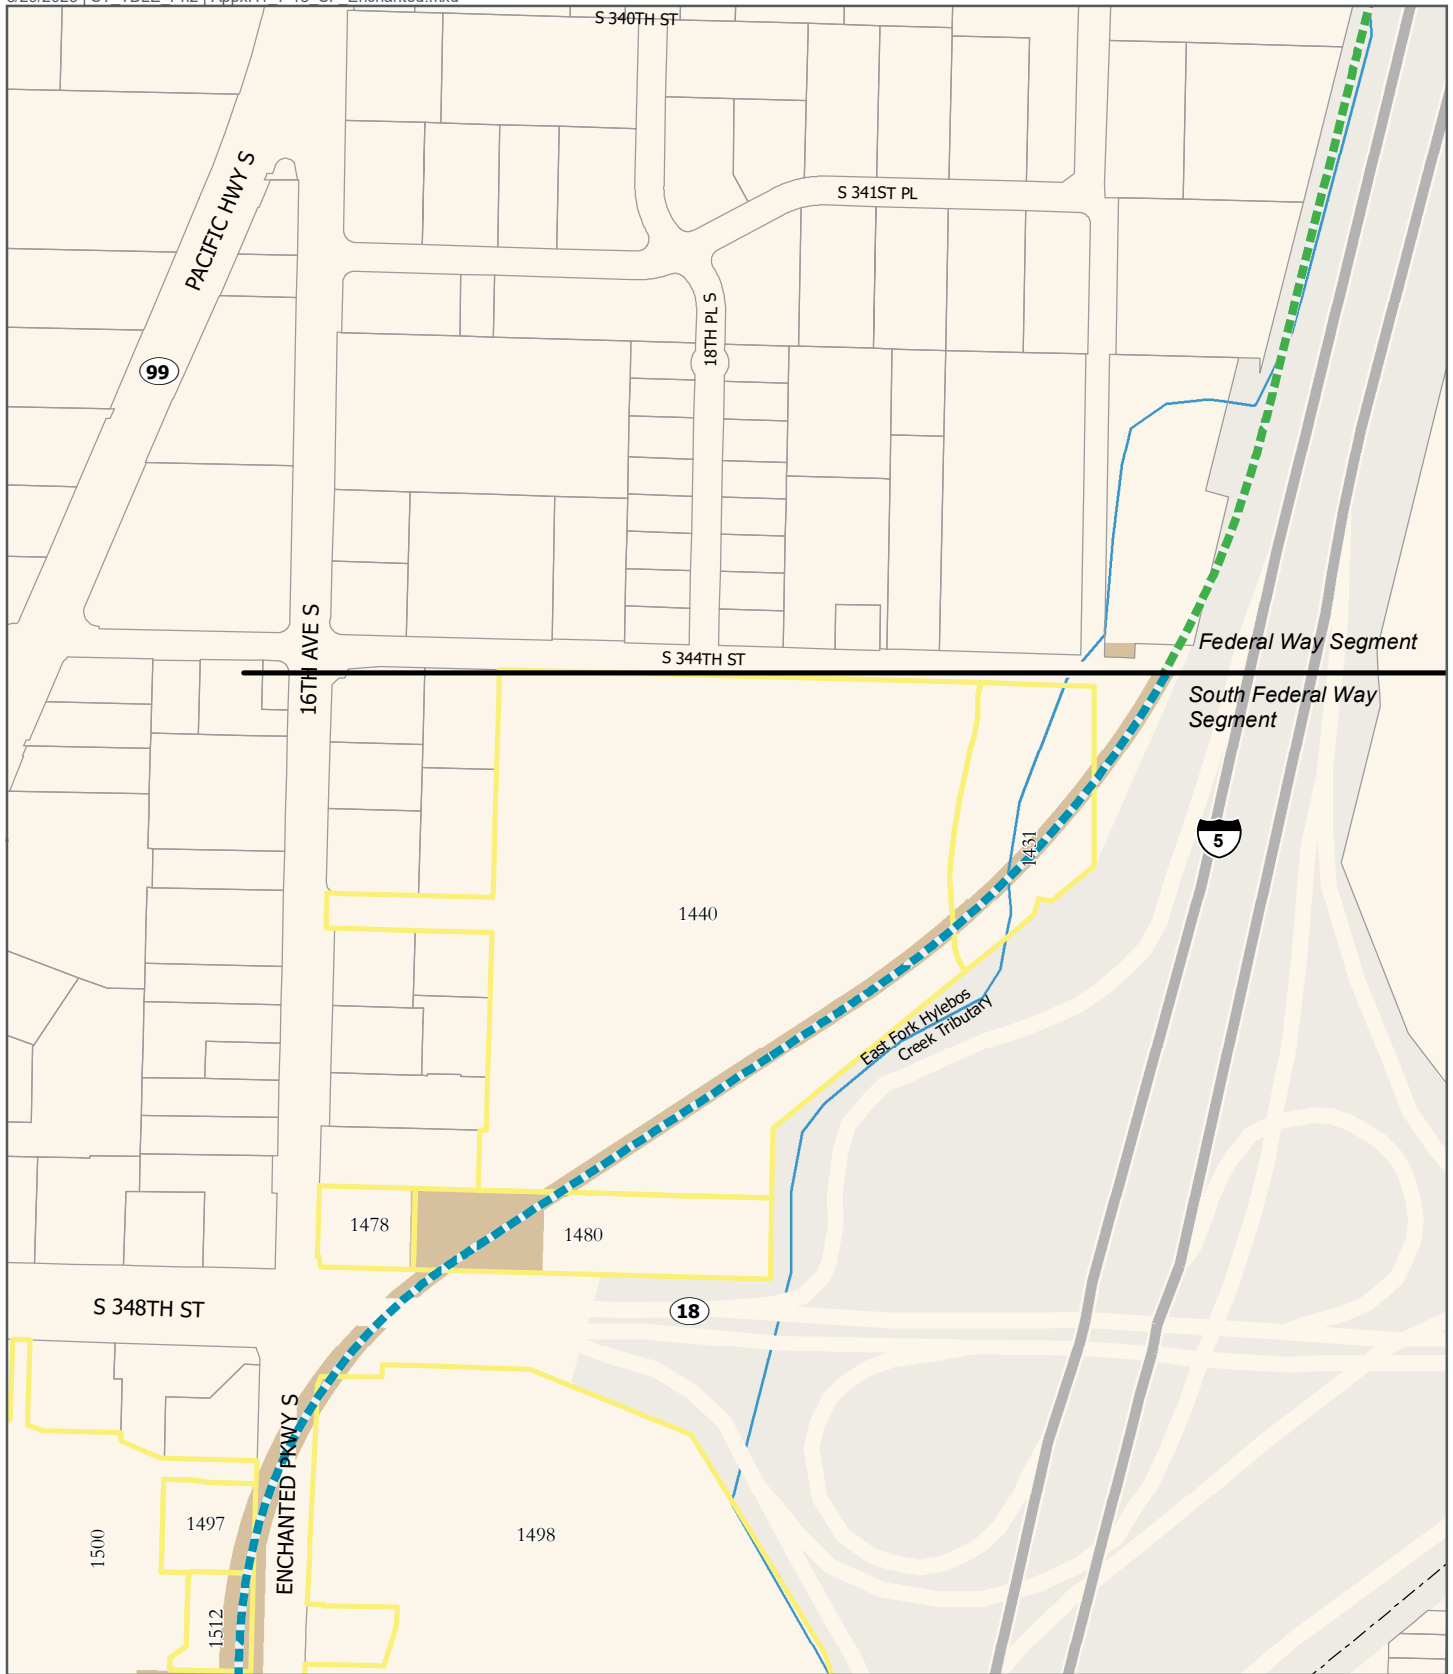 S 340TH ST
PACIFIC HWY S
S 341ST PL
18TH PL S
99
16TH AVE S
S 344TH ST
Federal Way Segment
South Federal Way
Segment
5
1431
1440
East Fork Hylebos
Creek Tributary
1478
1480
S 348TH ST
18
ENCHANTED PKWY S
1497
1498
1500
1512